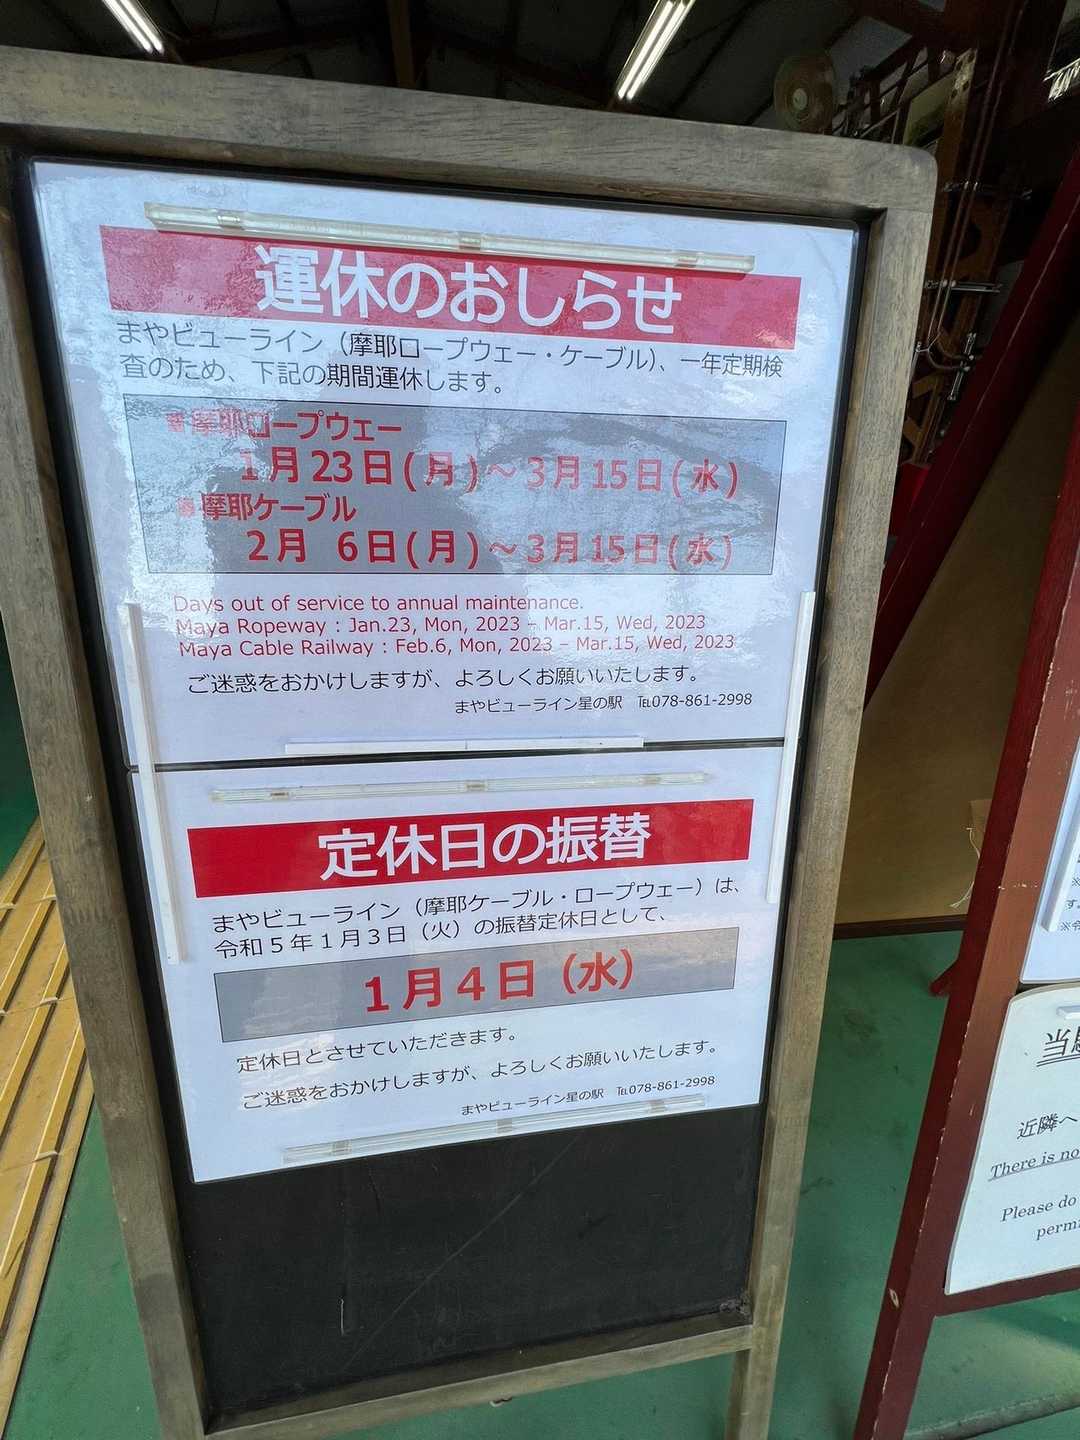 運休のおしらせ
まやビューライン（摩耶ロープウェー・ケーブル）、一年定期検
査のため、下記の期間運休します。
摩耶ロープウェー
1月23日(月)～3月15日(水)
摩耶ケーブル
2月 6日(月)～3月15日(水)
Days out of service to annual maintenance.
Maya Ropeway : Jan.23, Mon, 2023 – Mar.15, Wed, 2023
Maya Cable Railway : Feb.6, Mon, 2023 – Mar.15, Wed, 2023
ご迷惑をおかけしますが、よろしくお願いいたします。
まやビューライン星の駅 ℡078-861-2998
定休日の振替
まやビューライン（摩耶ケーブル・ロープウェー）は、
令和５年１月３日（火）の振替定休日として、
１月４日（水）
定休日とさせていただきます。
ご迷惑をおかけしますが、よろしくお願いいたします。
まやビューライン星の駅 ℡078-861-2998
近隣へ
There is no
Please do